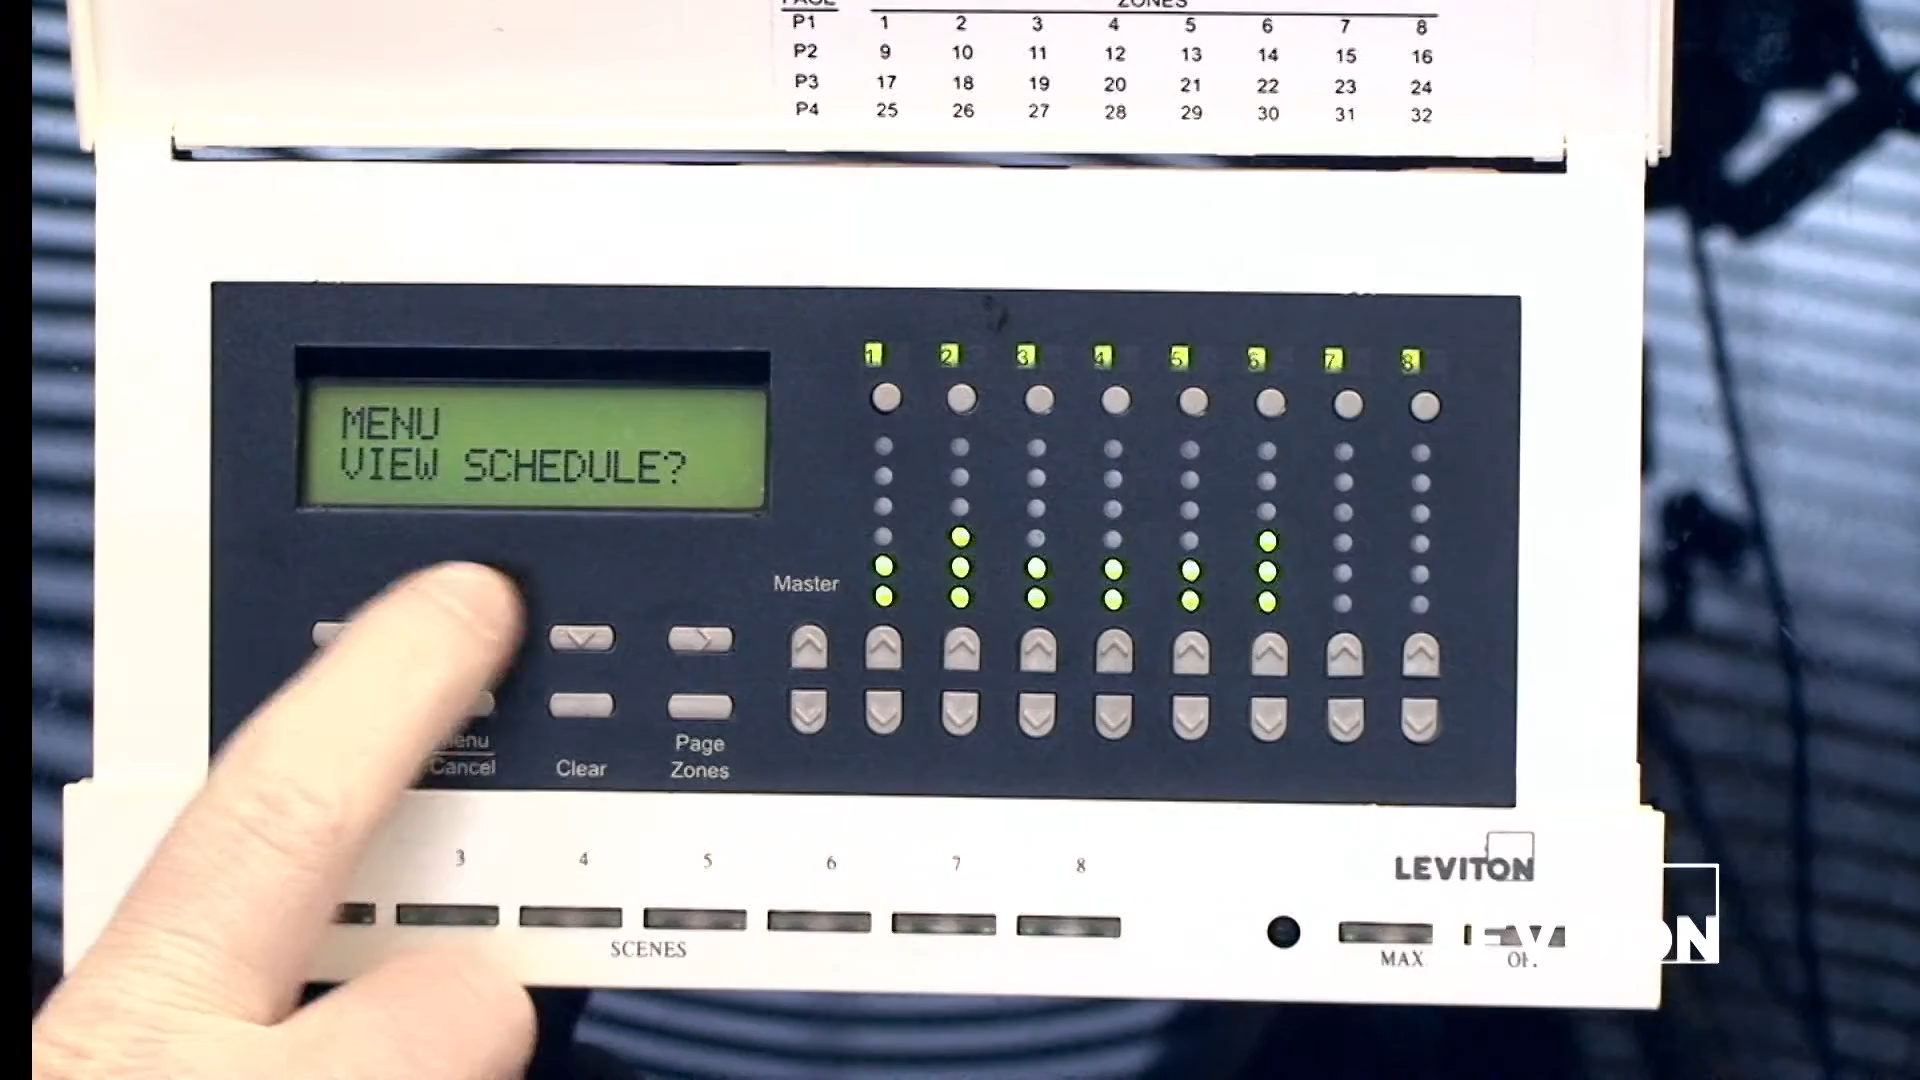 PAGE ZONES
P1 1 2 3 4 5 6 7 8
P2 9 10 11 12 13 14 15 16
P3 17 18 19 20 21 22 23 24
P4 25 26 27 28 29 30 31 32
1 2 3 4 5 6 7 8
MENU
VIEW SCHEDULE?
Master
Menu
Cancel
Clear
Page
Zones
3 4 5 6 7 8
SCENES
LEVITON
MAX
LEVITON